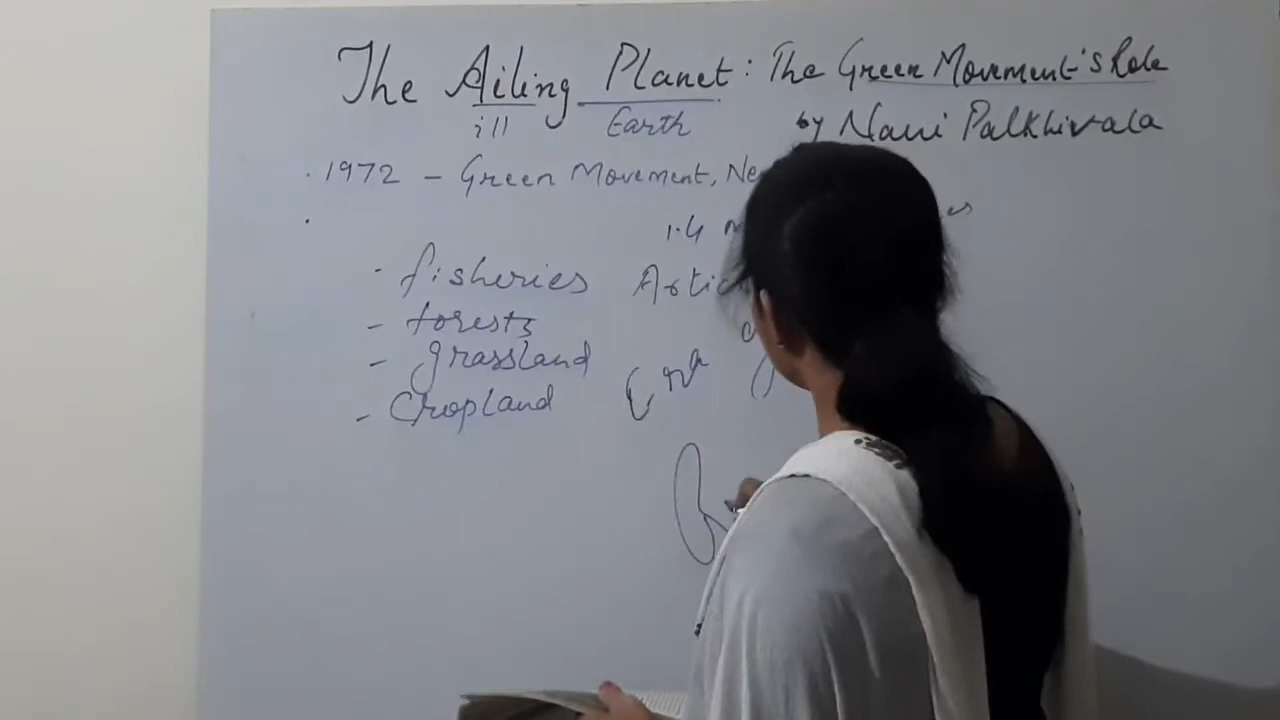 The Ailing Planet: The Green Movement's Role
ill Earth by Nani Palkhivala
1972 - Green Movement,
1.4
- fisheries
- forests
- grassland
- Cropland